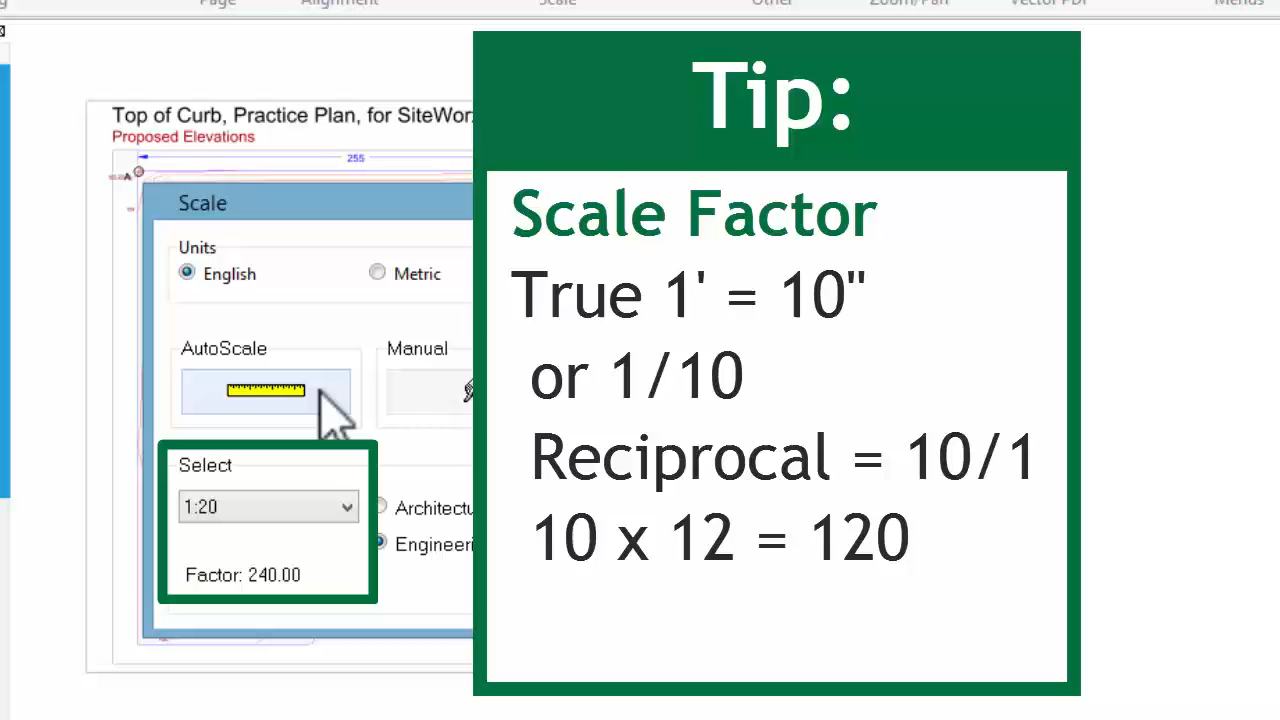 Page Alignment Scale Other Zoom/Pan Vector PDF Menus
Top of Curb, Practice Plan, for SiteWor
Proposed Elevations
255
A
Scale
Units
English Metric
AutoScale Manual
Select
1:20
Architectu
Engineeri
Factor: 240.00
Tip:
Scale Factor
True 1' = 10"
or 1/10
Reciprocal = 10/1
10 x 12 = 120